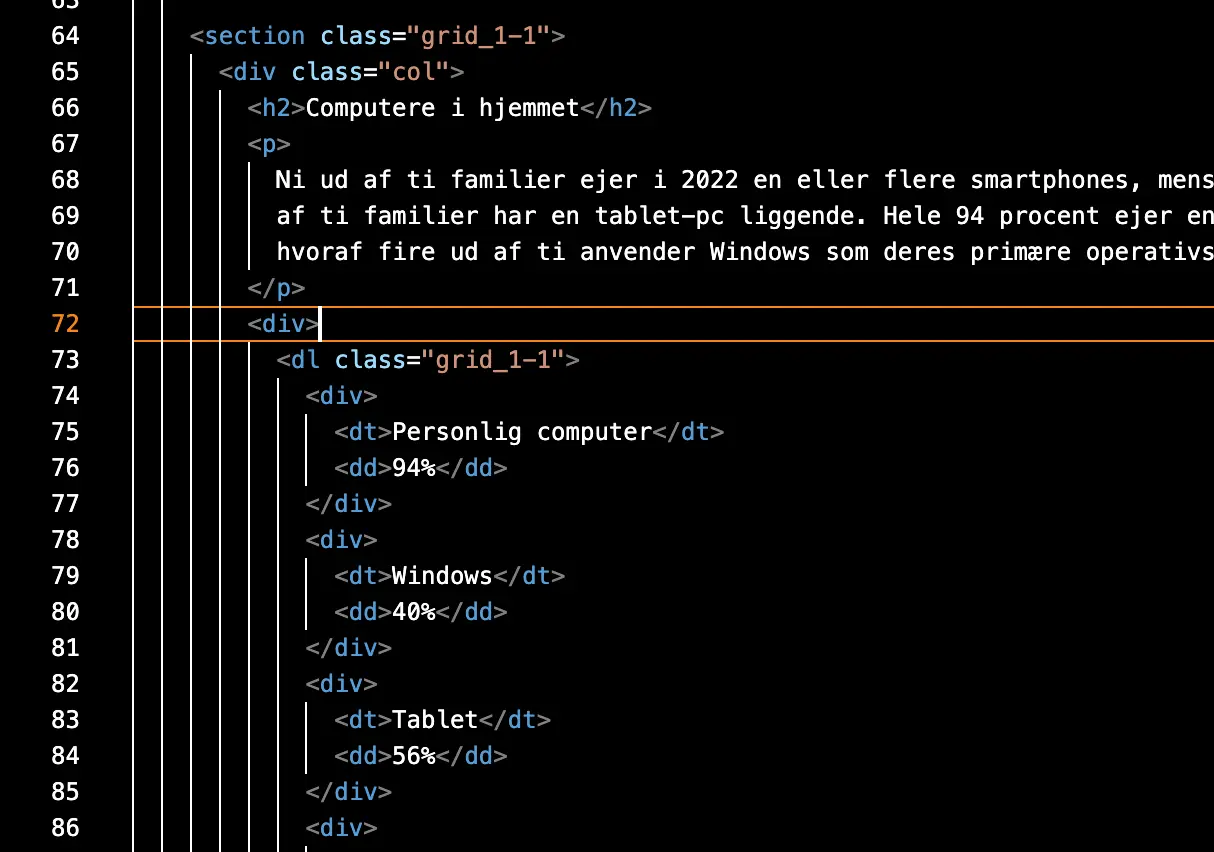 63
64 <section class="grid_1-1">
65 <div class="col">
66 <h2>Computere i hjemmet</h2>
67 <p>
68 Ni ud af ti familier ejer i 2022 en eller flere smartphones, mens
69 af ti familier har en tablet-pc liggende. Hele 94 procent ejer en
70 hvoraf fire ud af ti anvender Windows som deres primære operativs
71 </p>
72 <div>
73 <dl class="grid_1-1">
74 <div>
75 <dt>Personlig computer</dt>
76 <dd>94%</dd>
77 </div>
78 <div>
79 <dt>Windows</dt>
80 <dd>40%</dd>
81 </div>
82 <div>
83 <dt>Tablet</dt>
84 <dd>56%</dd>
85 </div>
86 <div>